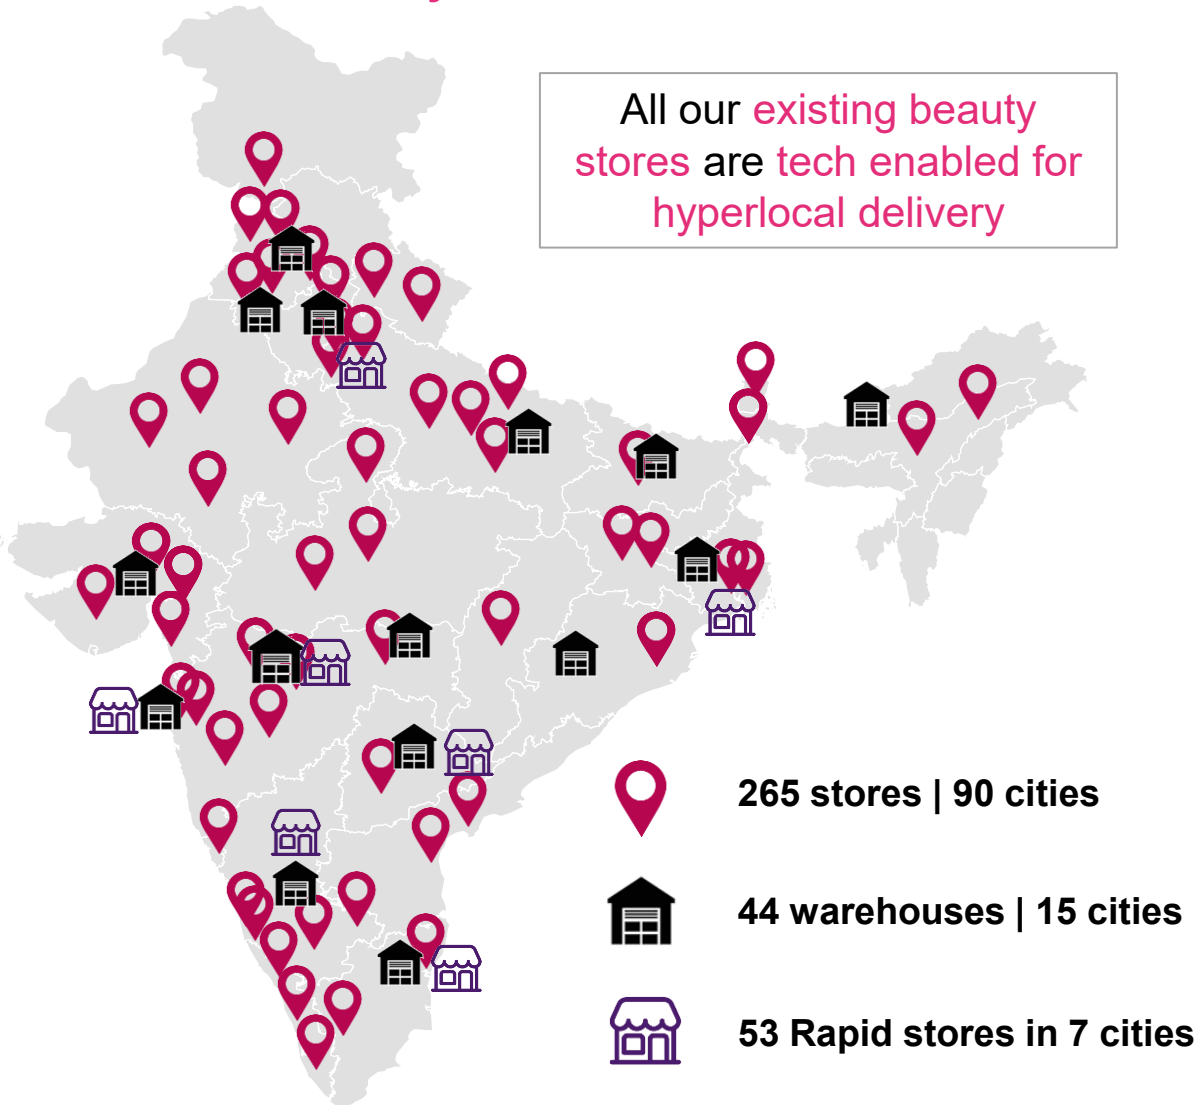 All our existing beauty
stores are tech enabled for
hyperlocal delivery
265 stores | 90 cities
44 warehouses | 15 cities
53 Rapid stores in 7 cities